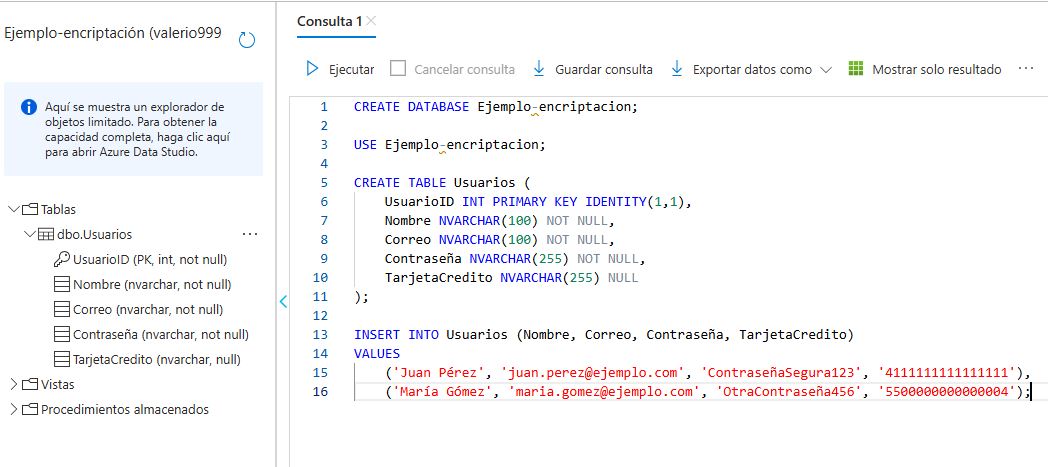 Ejemplo-encriptación (valerio999
Aquí se muestra un explorador de
objetos limitado. Para obtener la
capacidad completa, haga clic aquí
para abrir Azure Data Studio.
Tablas
dbo.Usuarios
UsuarioID (PK, int, not null)
Nombre (nvarchar, not null)
Correo (nvarchar, not null)
Contraseña (nvarchar, not null)
TarjetaCredito (nvarchar, null)
Vistas
Procedimientos almacenados
Consulta 1
Ejecutar Cancelar consulta Guardar consulta Exportar datos como Mostrar solo resultado
1 CREATE DATABASE Ejemplo-encriptacion;
2
3 USE Ejemplo-encriptacion;
4
5 CREATE TABLE Usuarios (
6 UsuarioID INT PRIMARY KEY IDENTITY(1,1),
7 Nombre NVARCHAR(100) NOT NULL,
8 Correo NVARCHAR(100) NOT NULL,
9 Contraseña NVARCHAR(255) NOT NULL,
10 TarjetaCredito NVARCHAR(255) NULL
11 );
12
13 INSERT INTO Usuarios (Nombre, Correo, Contraseña, TarjetaCredito)
14 VALUES
15 ('Juan Pérez', 'juan.perez@ejemplo.com', 'ContraseñaSegura123', '4111111111111111'),
16 ('María Gómez', 'maria.gomez@ejemplo.com', 'OtraContraseña456', '5500000000000004');